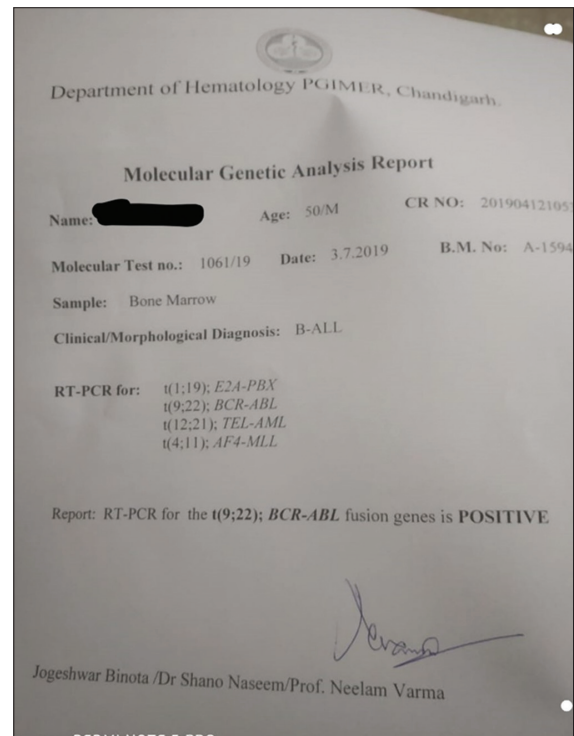 Department of Hematology PGIMER, Chandigarh.
Molecular Genetic Analysis Report
Name: Age: 50/M CR NO: 20190412105
Molecular Test no.: 1061/19 Date: 3.7.2019 B.M. No: A-1594
Sample: Bone Marrow
Clinical/Morphological Diagnosis: B-ALL
RT-PCR for: t(1;19); E2A-PBX
t(9;22); BCR-ABL
t(12;21); TEL-AML
t(4;11); AF4-MLL
Report: RT-PCR for the t(9;22); BCR-ABL fusion genes is POSITIVE
Jogeshwar Binota /Dr Shano Naseem/Prof. Neelam Varma